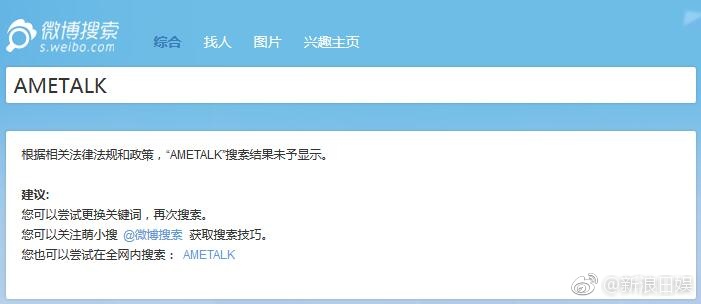 微博搜索
s.weibo.com
综合 找人 图片 兴趣主页
AMETALK
根据相关法律法规和政策，“AMETALK”搜索结果未予显示。
建议:
您可以尝试更换关键词，再次搜索。
您可以关注萌小搜 @微博搜索 获取搜索技巧。
您也可以尝试在全网内搜索： AMETALK
@新浪日娱